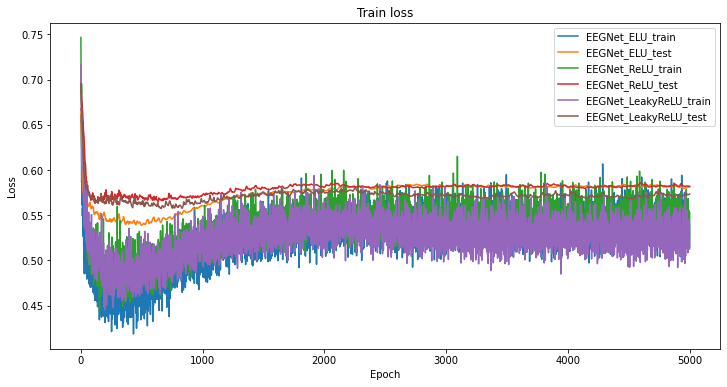 Train loss
0.75
0.70
0.65
0.60
0.55
0.50
0.45
Loss
EEGNet_ELU_train
EEGNet_ELU_test
EEGNet_ReLU_train
EEGNet_ReLU_test
EEGNet_LeakyReLU_train
EEGNet_LeakyReLU_test
0 1000 2000 3000 4000 5000
Epoch